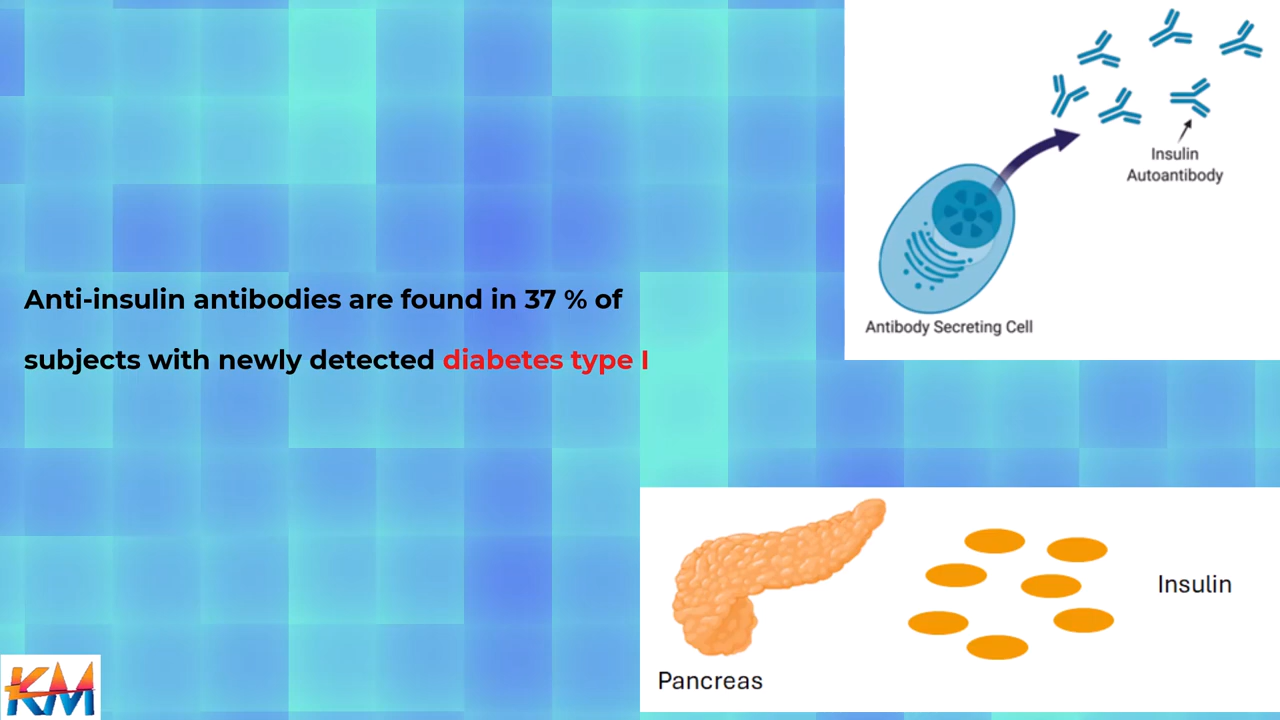 Anti-insulin antibodies are found in 37 % of
subjects with newly detected diabetes type I
Insulin
Autoantibody
Antibody Secreting Cell
Insulin
Pancreas
KM